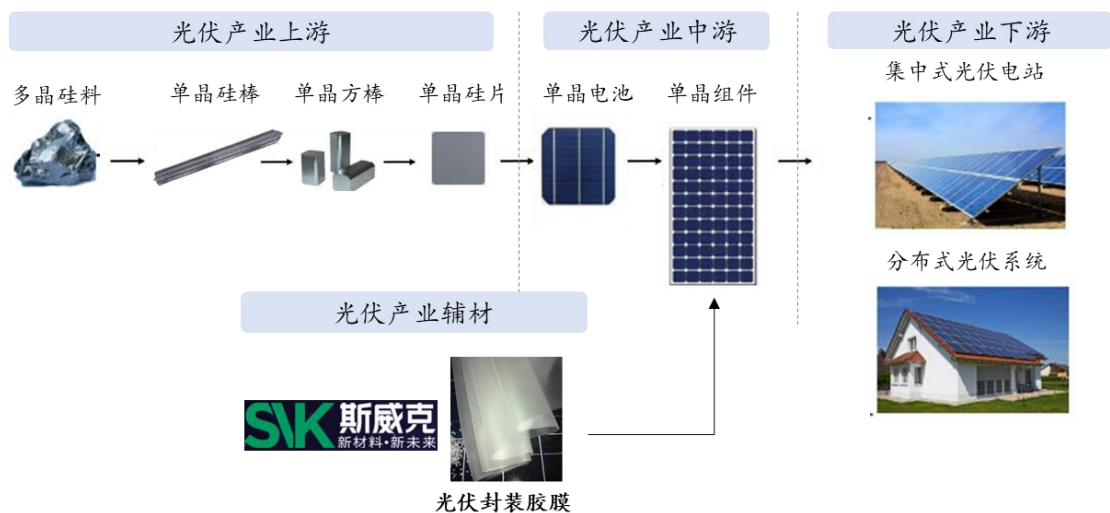 光伏产业上游
光伏产业中游
光伏产业下游
多晶硅料
单晶硅棒
单晶方棒
单晶硅片
单晶电池
单晶组件
集中式光伏电站
分布式光伏系统
光伏产业辅材
SVK 斯威克
新材料·新未来
光伏封装胶膜